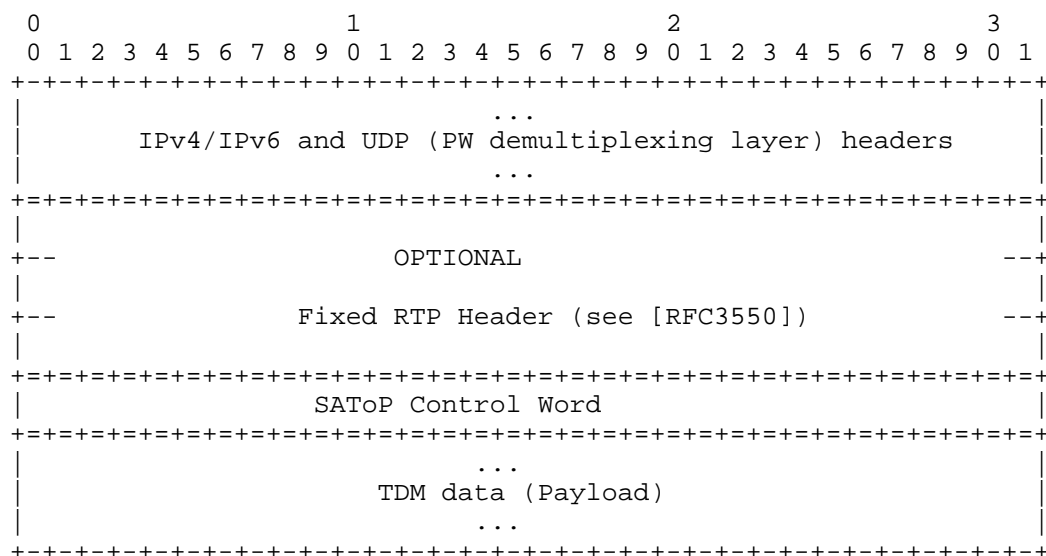 0                   1                   2                   3
 0 1 2 3 4 5 6 7 8 9 0 1 2 3 4 5 6 7 8 9 0 1 2 3 4 5 6 7 8 9 0 1
+-+-+-+-+-+-+-+-+-+-+-+-+-+-+-+-+-+-+-+-+-+-+-+-+-+-+-+-+-+-+-+-+
|                             ...                               |
|       IPv4/IPv6 and UDP (PW demultiplexing layer) headers     |
|                             ...                               |
+=+=+=+=+=+=+=+=+=+=+=+=+=+=+=+=+=+=+=+=+=+=+=+=+=+=+=+=+=+=+=+=+
|                                                               |
+--                     OPTIONAL                              --+
|                                                               |
+--               Fixed RTP Header (see [RFC3550])            --+
|                                                               |
+=+=+=+=+=+=+=+=+=+=+=+=+=+=+=+=+=+=+=+=+=+=+=+=+=+=+=+=+=+=+=+=+
|                  SAToP Control Word                           |
+=+=+=+=+=+=+=+=+=+=+=+=+=+=+=+=+=+=+=+=+=+=+=+=+=+=+=+=+=+=+=+=+
|                            ...                                |
|                      TDM data (Payload)                       |
|                            ...                                |
+-+-+-+-+-+-+-+-+-+-+-+-+-+-+-+-+-+-+-+-+-+-+-+-+-+-+-+-+-+-+-+-+